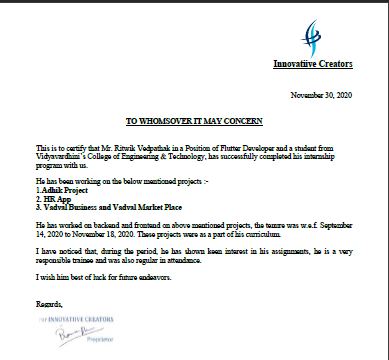 Innovatiive Creators
November 30, 2020
TO WHOMSOVER IT MAY CONCERN
This is to certify that Mr. Ritwik Vedpathak in a Position of Flutter Developer and a student from
Vidyavardhini's College of Engineering & Technology, has successfully completed his internship
program with us.
He has been working on the below mentioned projects :-
1.Adhik Project
2. HR App
3. Vadval Business and Vadval Market Place
He has worked on backend and frontend on above mentioned projects, the tenure was w.e.f. September
14, 2020 to November 18, 2020. These projects were as a part of his curriculum.
I have noticed that, during the period, he has shown keen interest in his assignments, he is a very
responsible trainee and was also regular in attendance.
I wish him best of luck for future endeavors.
Regards,
For INNOVATIIVE CREATORS
Proprietor